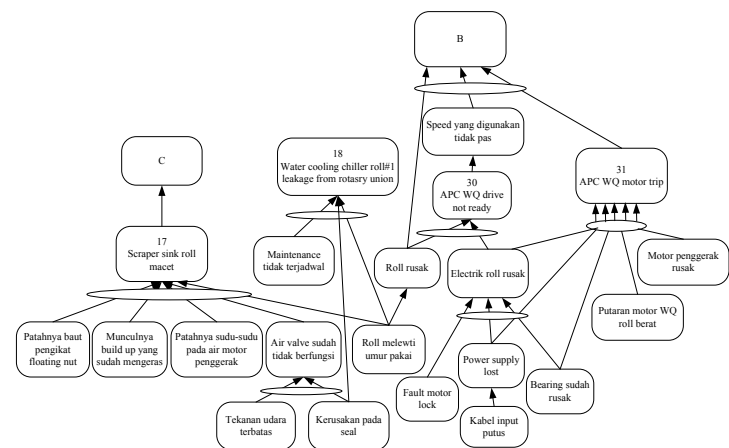 B
Speed yang digunakan
tidak pas
C
18
Water cooling chiller roll#1
leakage from rotasry union
30
APC WQ drive
not ready
31
APC WQ motor trip
17
Scraper sink roll
macet
Maintenance
tidak terjadwal
Roll rusak
Electrik roll rusak
Motor penggerak
rusak
Putaran motor WQ
roll berat
Patahnya baut
pengikat
floating nut
Munculnya
build up yang
sudah mengeras
Patahnya sudu-sudu
pada air motor
penggerak
Air valve sudah
tidak berfungsi
Roll melewti
umur pakai
Power supply
lost
Fault motor
lock
Bearing sudah
rusak
Tekanan udara
terbatas
Kerusakan pada
seal
Kabel input
putus